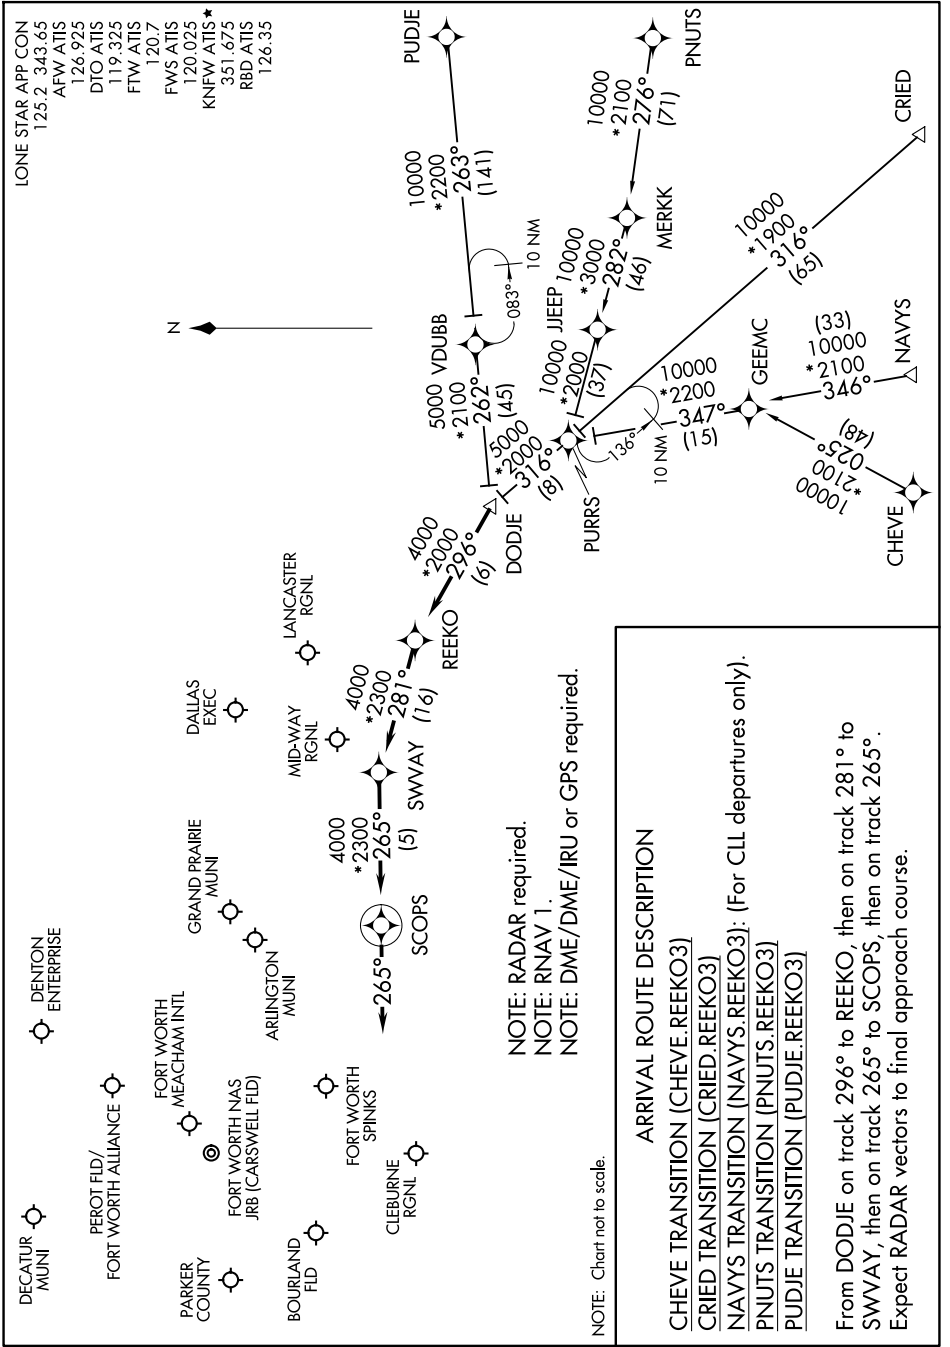 LONE STAR APP CON
125.2 343.65
AFW ATIS
126.925
DTO ATIS
119.325
FTW ATIS
120.7
FWS ATIS
120.025
KNFW ATIS★
351.675
RBD ATIS
126.35
N
DECATUR
MUNI
DENTON
ENTERPRISE
PEROT FLD/
FORT WORTH ALLIANCE
FORT WORTH
MEACHAM INTL
FORT WORTH NAS
JRB (CARSWELL FLD)
PARKER
COUNTY
BOURLAND
FLD
FORT WORTH
SPINKS
CLEBURNE
RGNL
GRAND PRAIRIE
MUNI
ARLINGTON
MUNI
DALLAS
EXEC
MID-WAY
RGNL
LANCASTER
RGNL
265°
SCOPS
4000
*2300
265°
(5)
SWVAY
4000
*2300
281°
(16)
REEKO
4000
*2000
296°
(6)
DODJE
5000
*2100
262°
(45)
VDUBB
083°
10 NM
10000
*2200
263°
(141)
PUDJE
5000
*2000
316°
(8)
PURRS
136°
10 NM
10000
*2000
(37)
JJEEP
10000
*3000
282°
(46)
MERKK
10000
*2100
276°
(71)
PNUTS
10000
*1900
316°
(65)
CRIED
10000
*2200
347°
(15)
GEEMC
(33)
10000
*2100
346°
NAVYS
(48)
025°
*2100
10000
CHEVE
NOTE: RADAR required.
NOTE: RNAV 1.
NOTE: DME/DME/IRU or GPS required.
NOTE: Chart not to scale.
ARRIVAL ROUTE DESCRIPTION
CHEVE TRANSITION (CHEVE.REEKO3)
CRIED TRANSITION (CRIED.REEKO3)
NAVYS TRANSITION (NAVYS.REEKO3): (For CLL departures only).
PNUTS TRANSITION (PNUTS.REEKO3)
PUDJE TRANSITION (PUDJE.REEKO3)
From DODJE on track 296° to REEKO, then on track 281° to
SWVAY, then on track 265° to SCOPS, then on track 265°.
Expect RADAR vectors to final approach course.